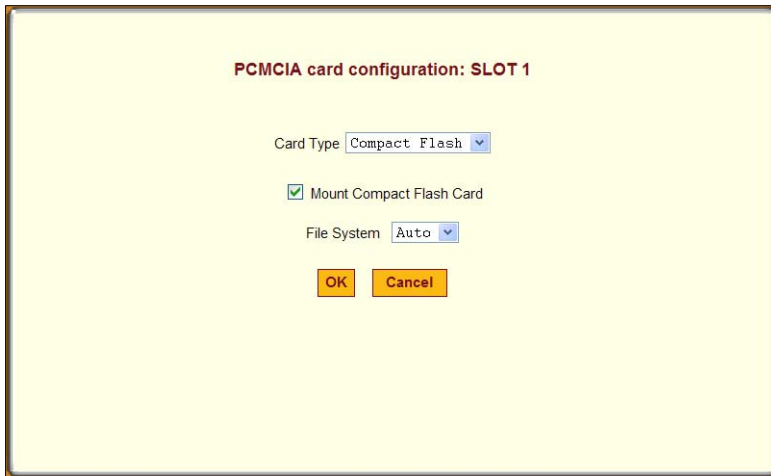 PCMCIA card configuration: SLOT 1
Card Type Compact Flash
Mount Compact Flash Card
File System Auto
OK Cancel